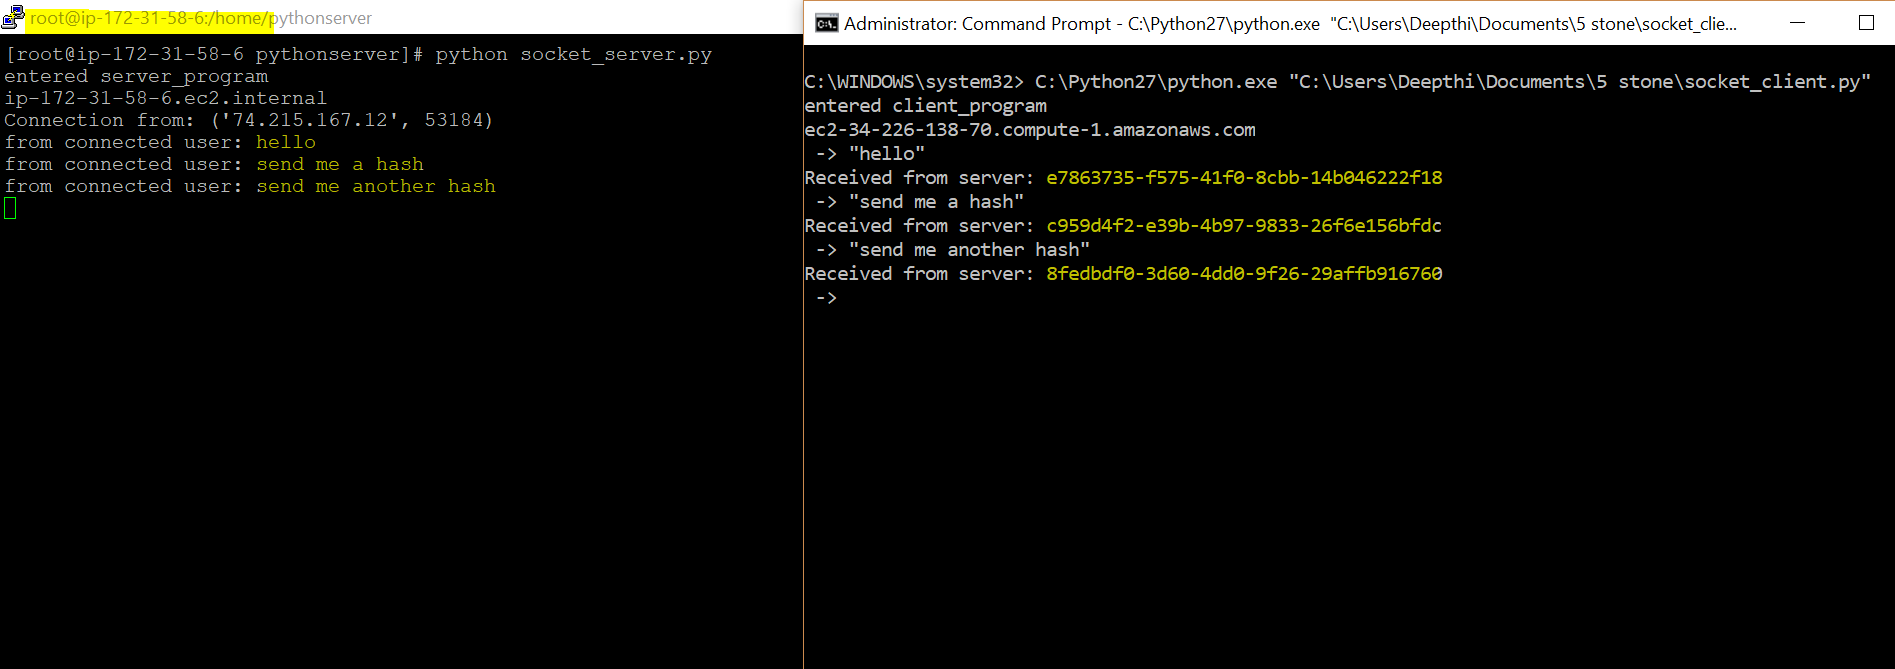 root@ip-172-31-58-6:/home/pythonserver
[root@ip-172-31-58-6 pythonserver]# python socket_server.py
entered server_program
ip-172-31-58-6.ec2.internal
Connection from: ('74.215.167.12', 53184)
from connected user: hello
from connected user: send me a hash
from connected user: send me another hash
Administrator: Command Prompt - C:\Python27\python.exe  "C:\Users\Deepthi\Documents\5 stone\socket_clie...
C:\WINDOWS\system32> C:\Python27\python.exe "C:\Users\Deepthi\Documents\5 stone\socket_client.py"
entered client_program
ec2-34-226-138-70.compute-1.amazonaws.com
 -> "hello"
Received from server: e7863735-f575-41f0-8cbb-14b046222f18
 -> "send me a hash"
Received from server: c959d4f2-e39b-4b97-9833-26f6e156bfdc
 -> "send me another hash"
Received from server: 8fedbdf0-3d60-4dd0-9f26-29affb916760
 ->